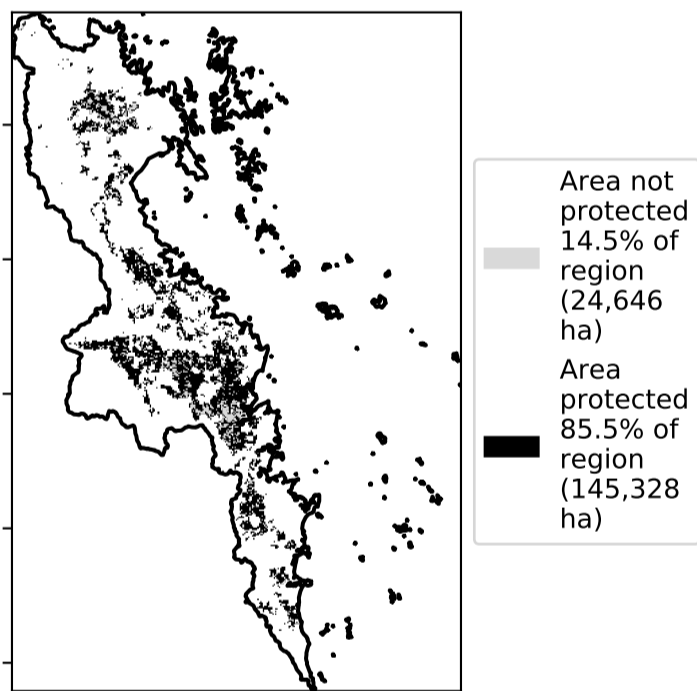 Area not
protected
14.5% of
region
(24,646
ha)
Area
protected
85.5% of
region
(145,328
ha)